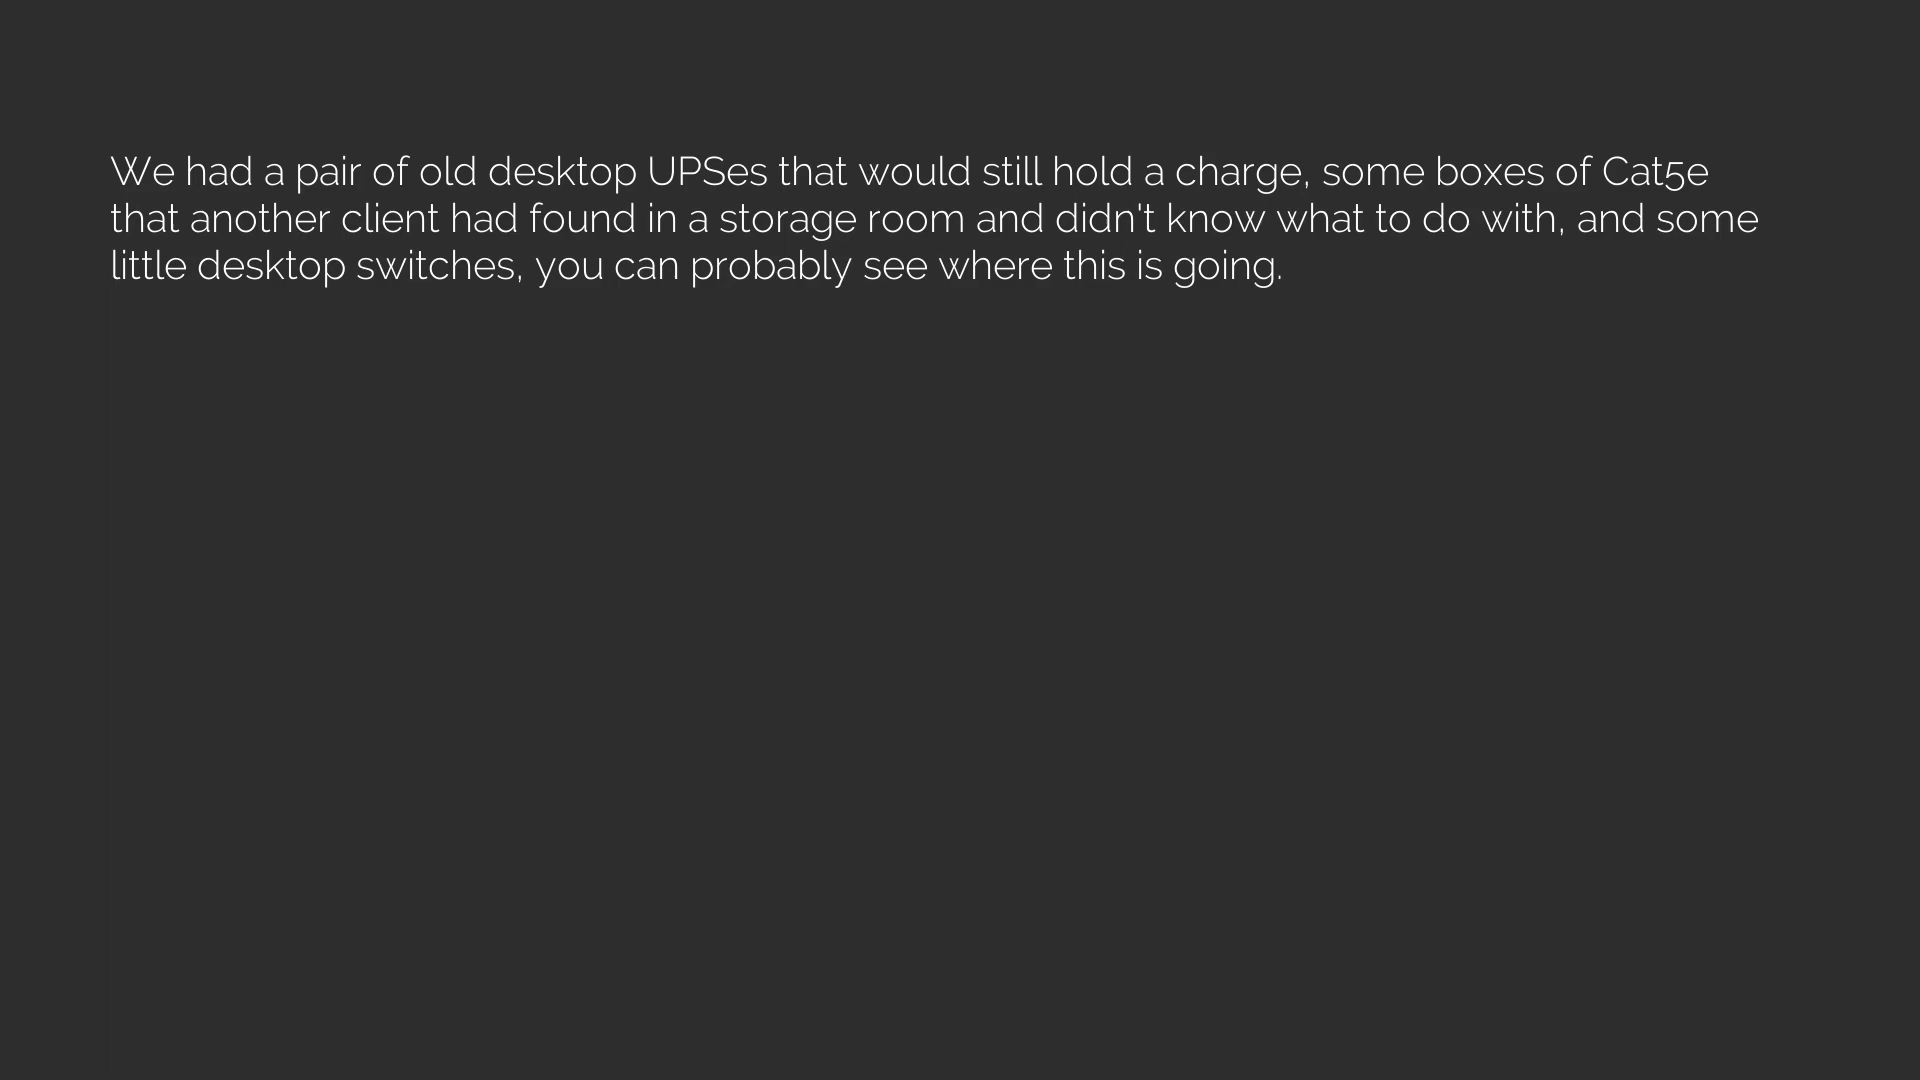 We had a pair of old desktop UPSes that would still hold a charge, some boxes of Cat5e
that another client had found in a storage room and didn't know what to do with, and some
little desktop switches, you can probably see where this is going.